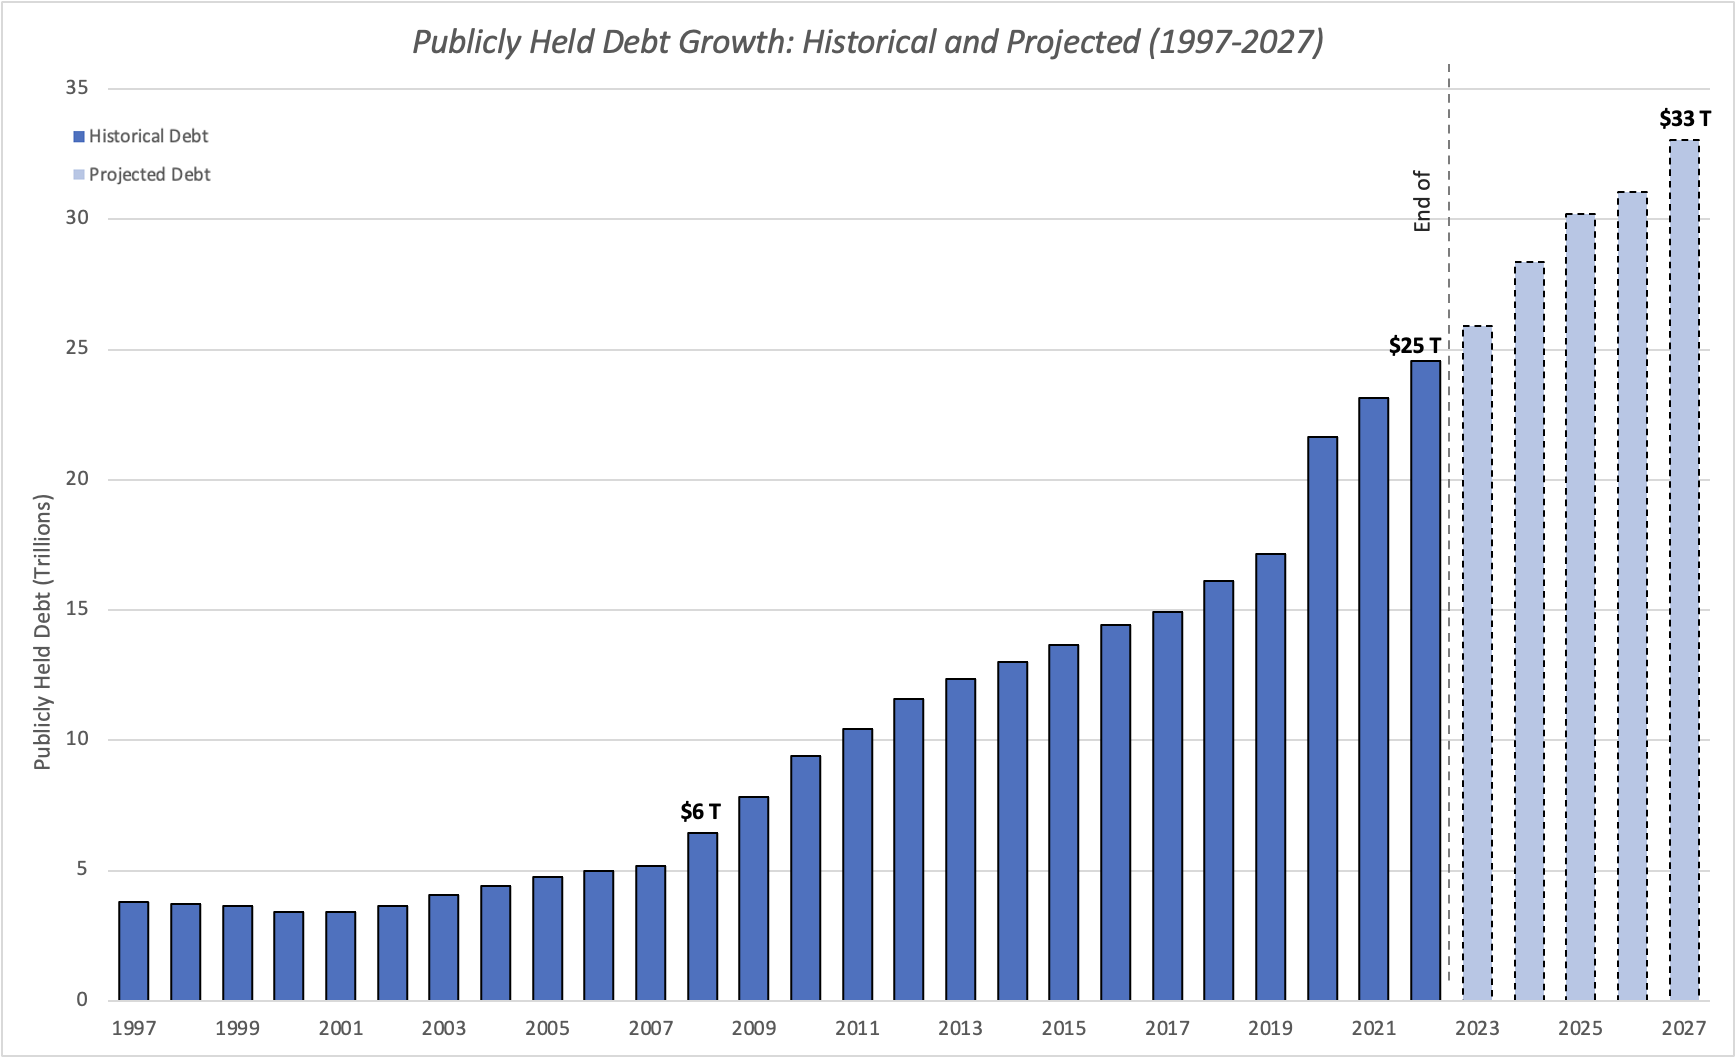 Publicly Held Debt Growth: Historical and Projected (1997-2027)
Historical Debt
Projected Debt
Publicly Held Debt (Trillions)
35
30
25
20
15
10
5
0
$6 T
$25 T
End of
$33 T
1997 1999 2001 2003 2005 2007 2009 2011 2013 2015 2017 2019 2021 2023 2025 2027